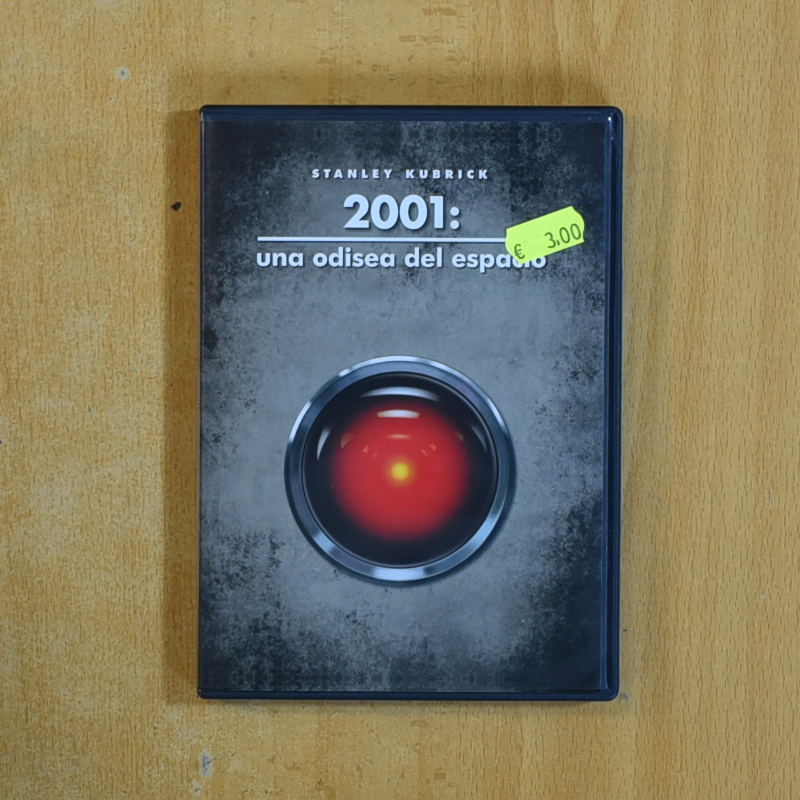 STANLEY KUBRICK
2001:
€ 3,00
una odisea del espacio